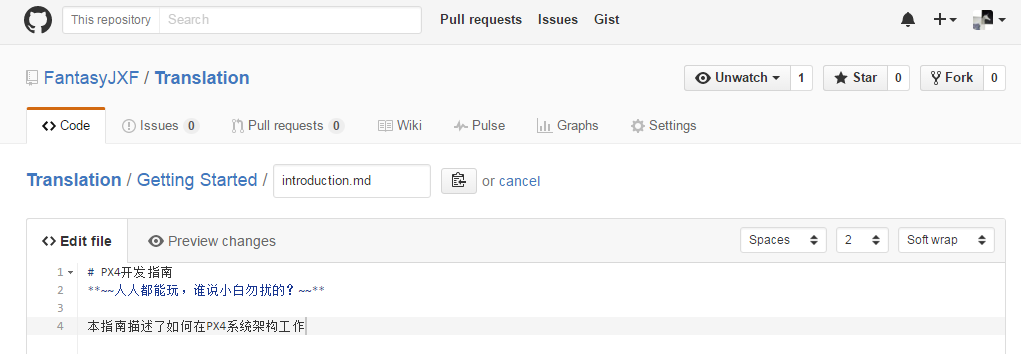 This repository Search Pull requests Issues Gist
FantasyJXF / Translation Unwatch 1 Star 0 Fork 0
Code Issues 0 Pull requests 0 Wiki Pulse Graphs Settings
Translation / Getting Started / introduction.md or cancel
Edit file Preview changes Spaces 2 Soft wrap
1 # PX4开发指南
2 **~~人人都能玩，谁说小白勿扰的？~~**
3
4 本指南描述了如何在PX4系统架构工作